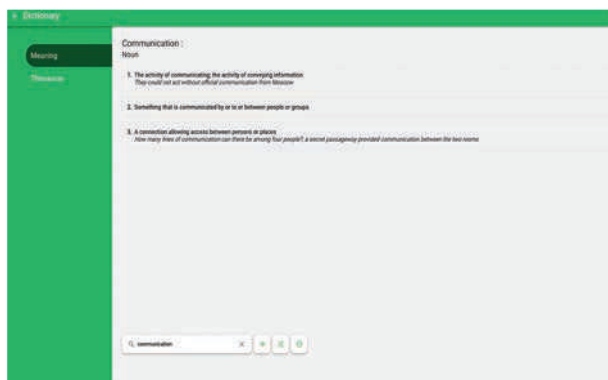 Dictionary
Communication :
Noun
Meaning
1. The activity of communicating; the activity of conveying information
They could not act without official communication from Moscow
Thesaurus
2. Something that is communicated by or to or between people or groups
3. A connection allowing access between persons or places
How many lines of communication can there be among four people?; a secret passageway provided communication between the two rooms
communication